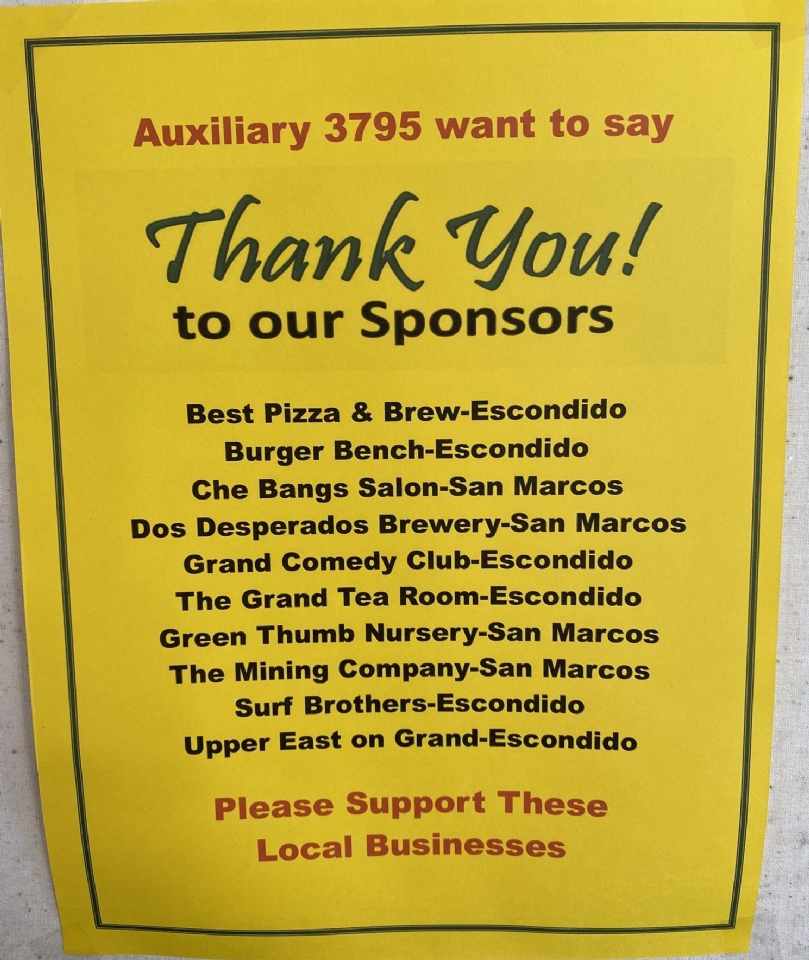 Auxiliary 3795 want to say
Thank You!
to our Sponsors
Best Pizza & Brew-Escondido
Burger Bench-Escondido
Che Bangs Salon-San Marcos
Dos Desperados Brewery-San Marcos
Grand Comedy Club-Escondido
The Grand Tea Room-Escondido
Green Thumb Nursery-San Marcos
The Mining Company-San Marcos
Surf Brothers-Escondido
Upper East on Grand-Escondido
Please Support These
Local Businesses